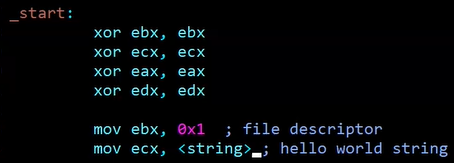 _start:
xor ebx, ebx
xor ecx, ecx
xor eax, eax
xor edx, edx
mov ebx, 0x1 ; file descriptor
mov ecx, <string> ; hello world string